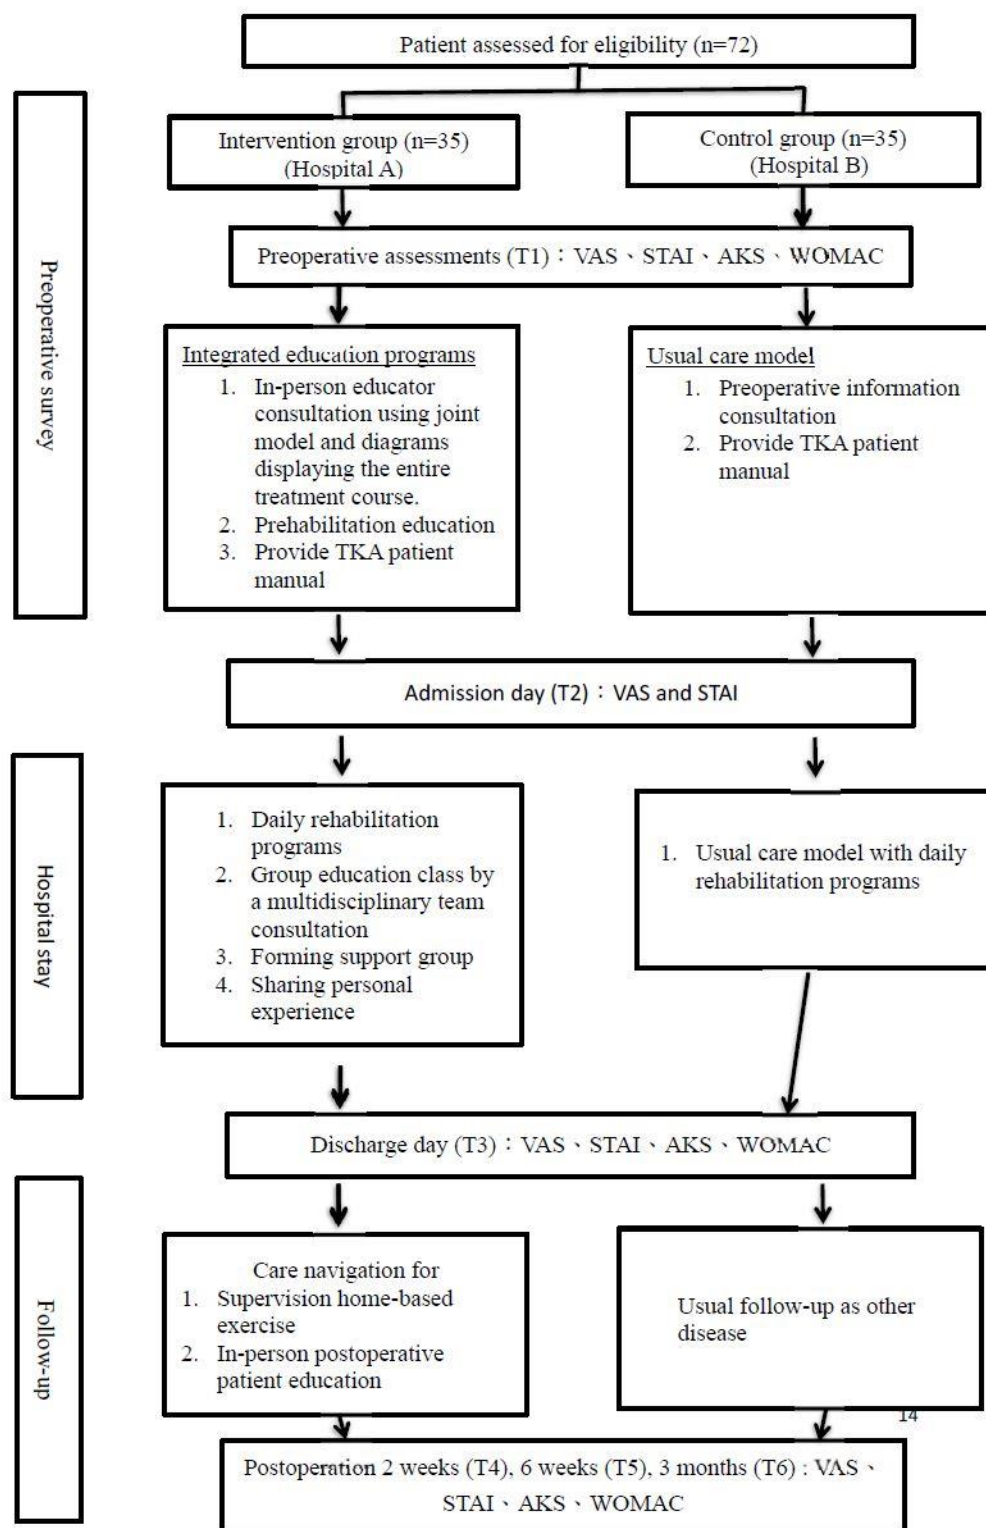 Patient assessed for eligibility (n=72)
Intervention group (n=35)
(Hospital A)
Control group (n=35)
(Hospital B)
Preoperative survey
Preoperative assessments (T1)：VAS、STAI、AKS、WOMAC
Integrated education programs
1. In-person educator
consultation using joint
model and diagrams
displaying the entire
treatment course.
2. Prehabilitation education
3. Provide TKA patient
manual
Usual care model
1. Preoperative information
consultation
2. Provide TKA patient
manual
Admission day (T2)：VAS and STAI
Hospital stay
1. Daily rehabilitation
programs
2. Group education class by
a multidisciplinary team
consultation
3. Forming support group
4. Sharing personal
experience
1. Usual care model with daily
rehabilitation programs
Discharge day (T3)：VAS、STAI、AKS、WOMAC
Follow-up
Care navigation for
1. Supervision home-based
exercise
2. In-person postoperative
patient education
Usual follow-up as other
disease
14
Postoperation 2 weeks (T4), 6 weeks (T5), 3 months (T6) : VAS、
STAI、AKS、WOMAC